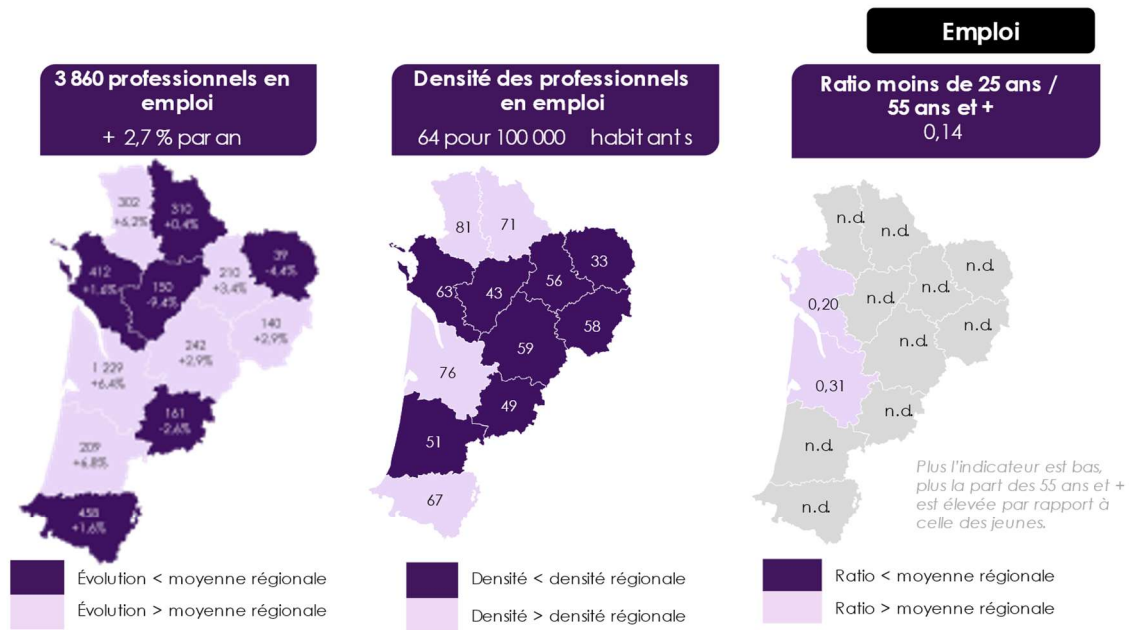 Emploi
3 860 professionnels en
emploi
+ 2,7 % par an
Densité des professionnels
en emploi
64 pour 100 000 habitants
Ratio moins de 25 ans /
55 ans et +
0,14
302
+6,2%
310
+0,4%
412
+1,6%
150
-9,4%
210
+3,4%
39
-4,4%
140
+2,9%
242
+2,9%
1 229
+6,4%
161
-2,6%
209
+6,8%
458
+1,6%
81
71
63
43
56
33
58
59
76
49
51
67
n.d.
n.d.
n.d.
n.d.
n.d.
n.d.
0,20
n.d.
0,31
n.d.
n.d.
n.d.
Plus l'indicateur est bas,
plus la part des 55 ans et +
est élevée par rapport à
celle des jeunes.
Évolution < moyenne régionale
Évolution > moyenne régionale
Densité < densité régionale
Densité > densité régionale
Ratio < moyenne régionale
Ratio > moyenne régionale